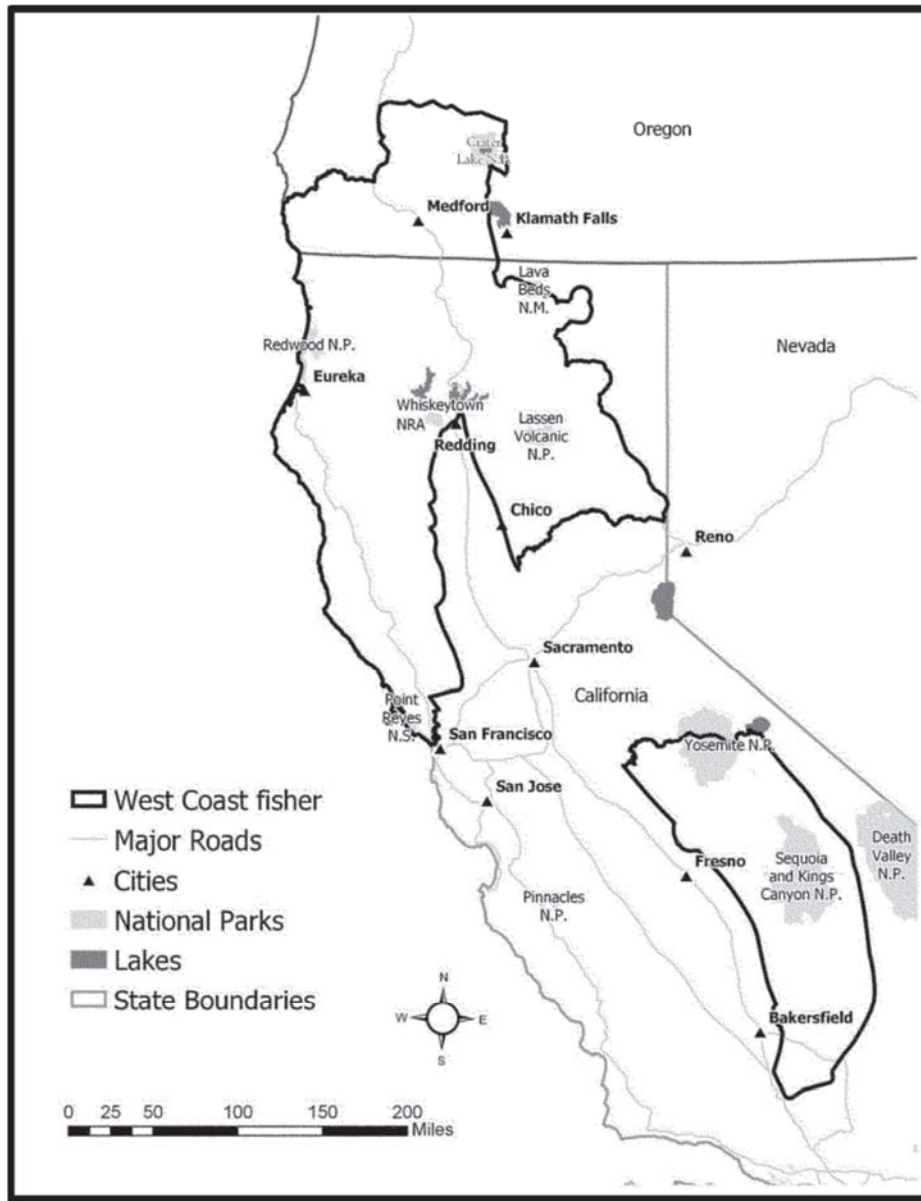 Oregon
Crater
Lake N.P.
Medford
Klamath Falls
Lava
Beds
N.M.
Nevada
Redwood N.P.
Eureka
Whiskeytown
NRA
Lassen
Volcanic
N.P.
Redding
Chico
Reno
Sacramento
California
Point
Reyes
N.S.
San Francisco
Yosemite N.P.
San Jose
Death
Valley
N.P.
Fresno
Sequoia
and Kings
Canyon N.P.
Pinnacles
N.P.
Bakersfield
West Coast fisher
Major Roads
Cities
National Parks
Lakes
State Boundaries
N
W
E
S
0 25 50 100 150 200
Miles